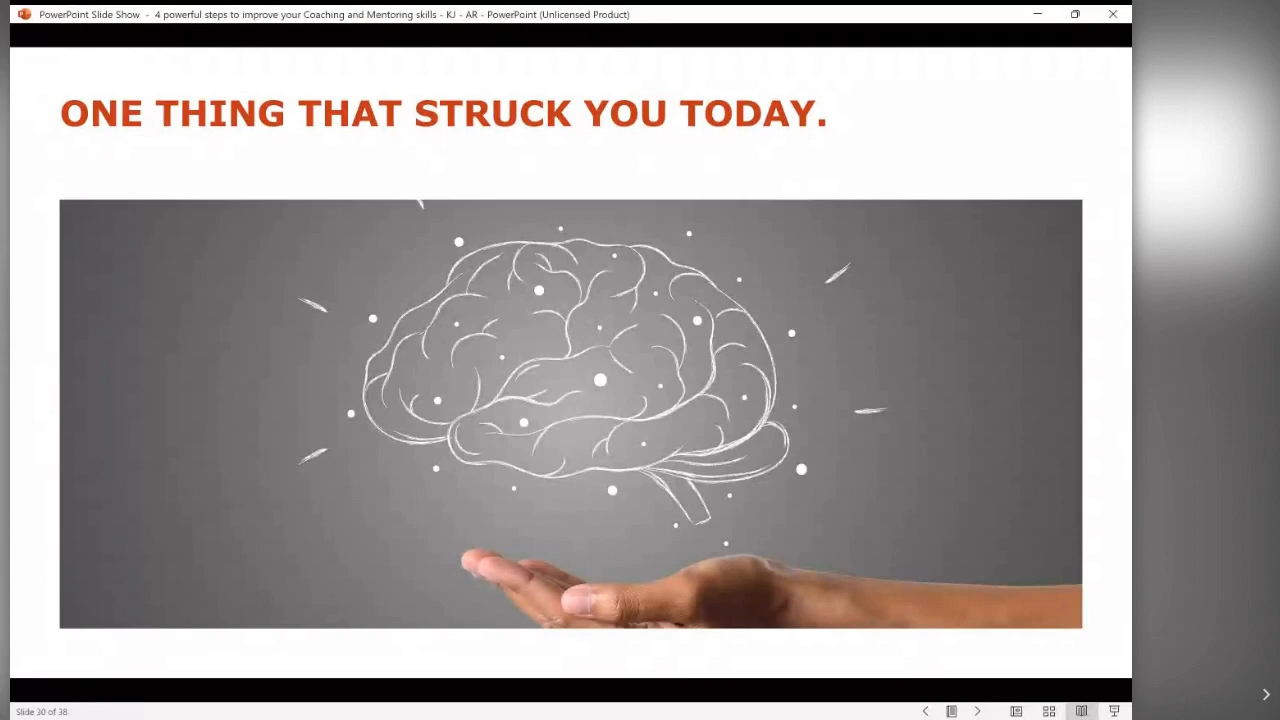 PowerPoint Slide Show - 4 powerful steps to improve your Coaching and Mentoring skills - KJ - AR - PowerPoint (Unlicensed Product)
ONE THING THAT STRUCK YOU TODAY.
Slide 30 of 38